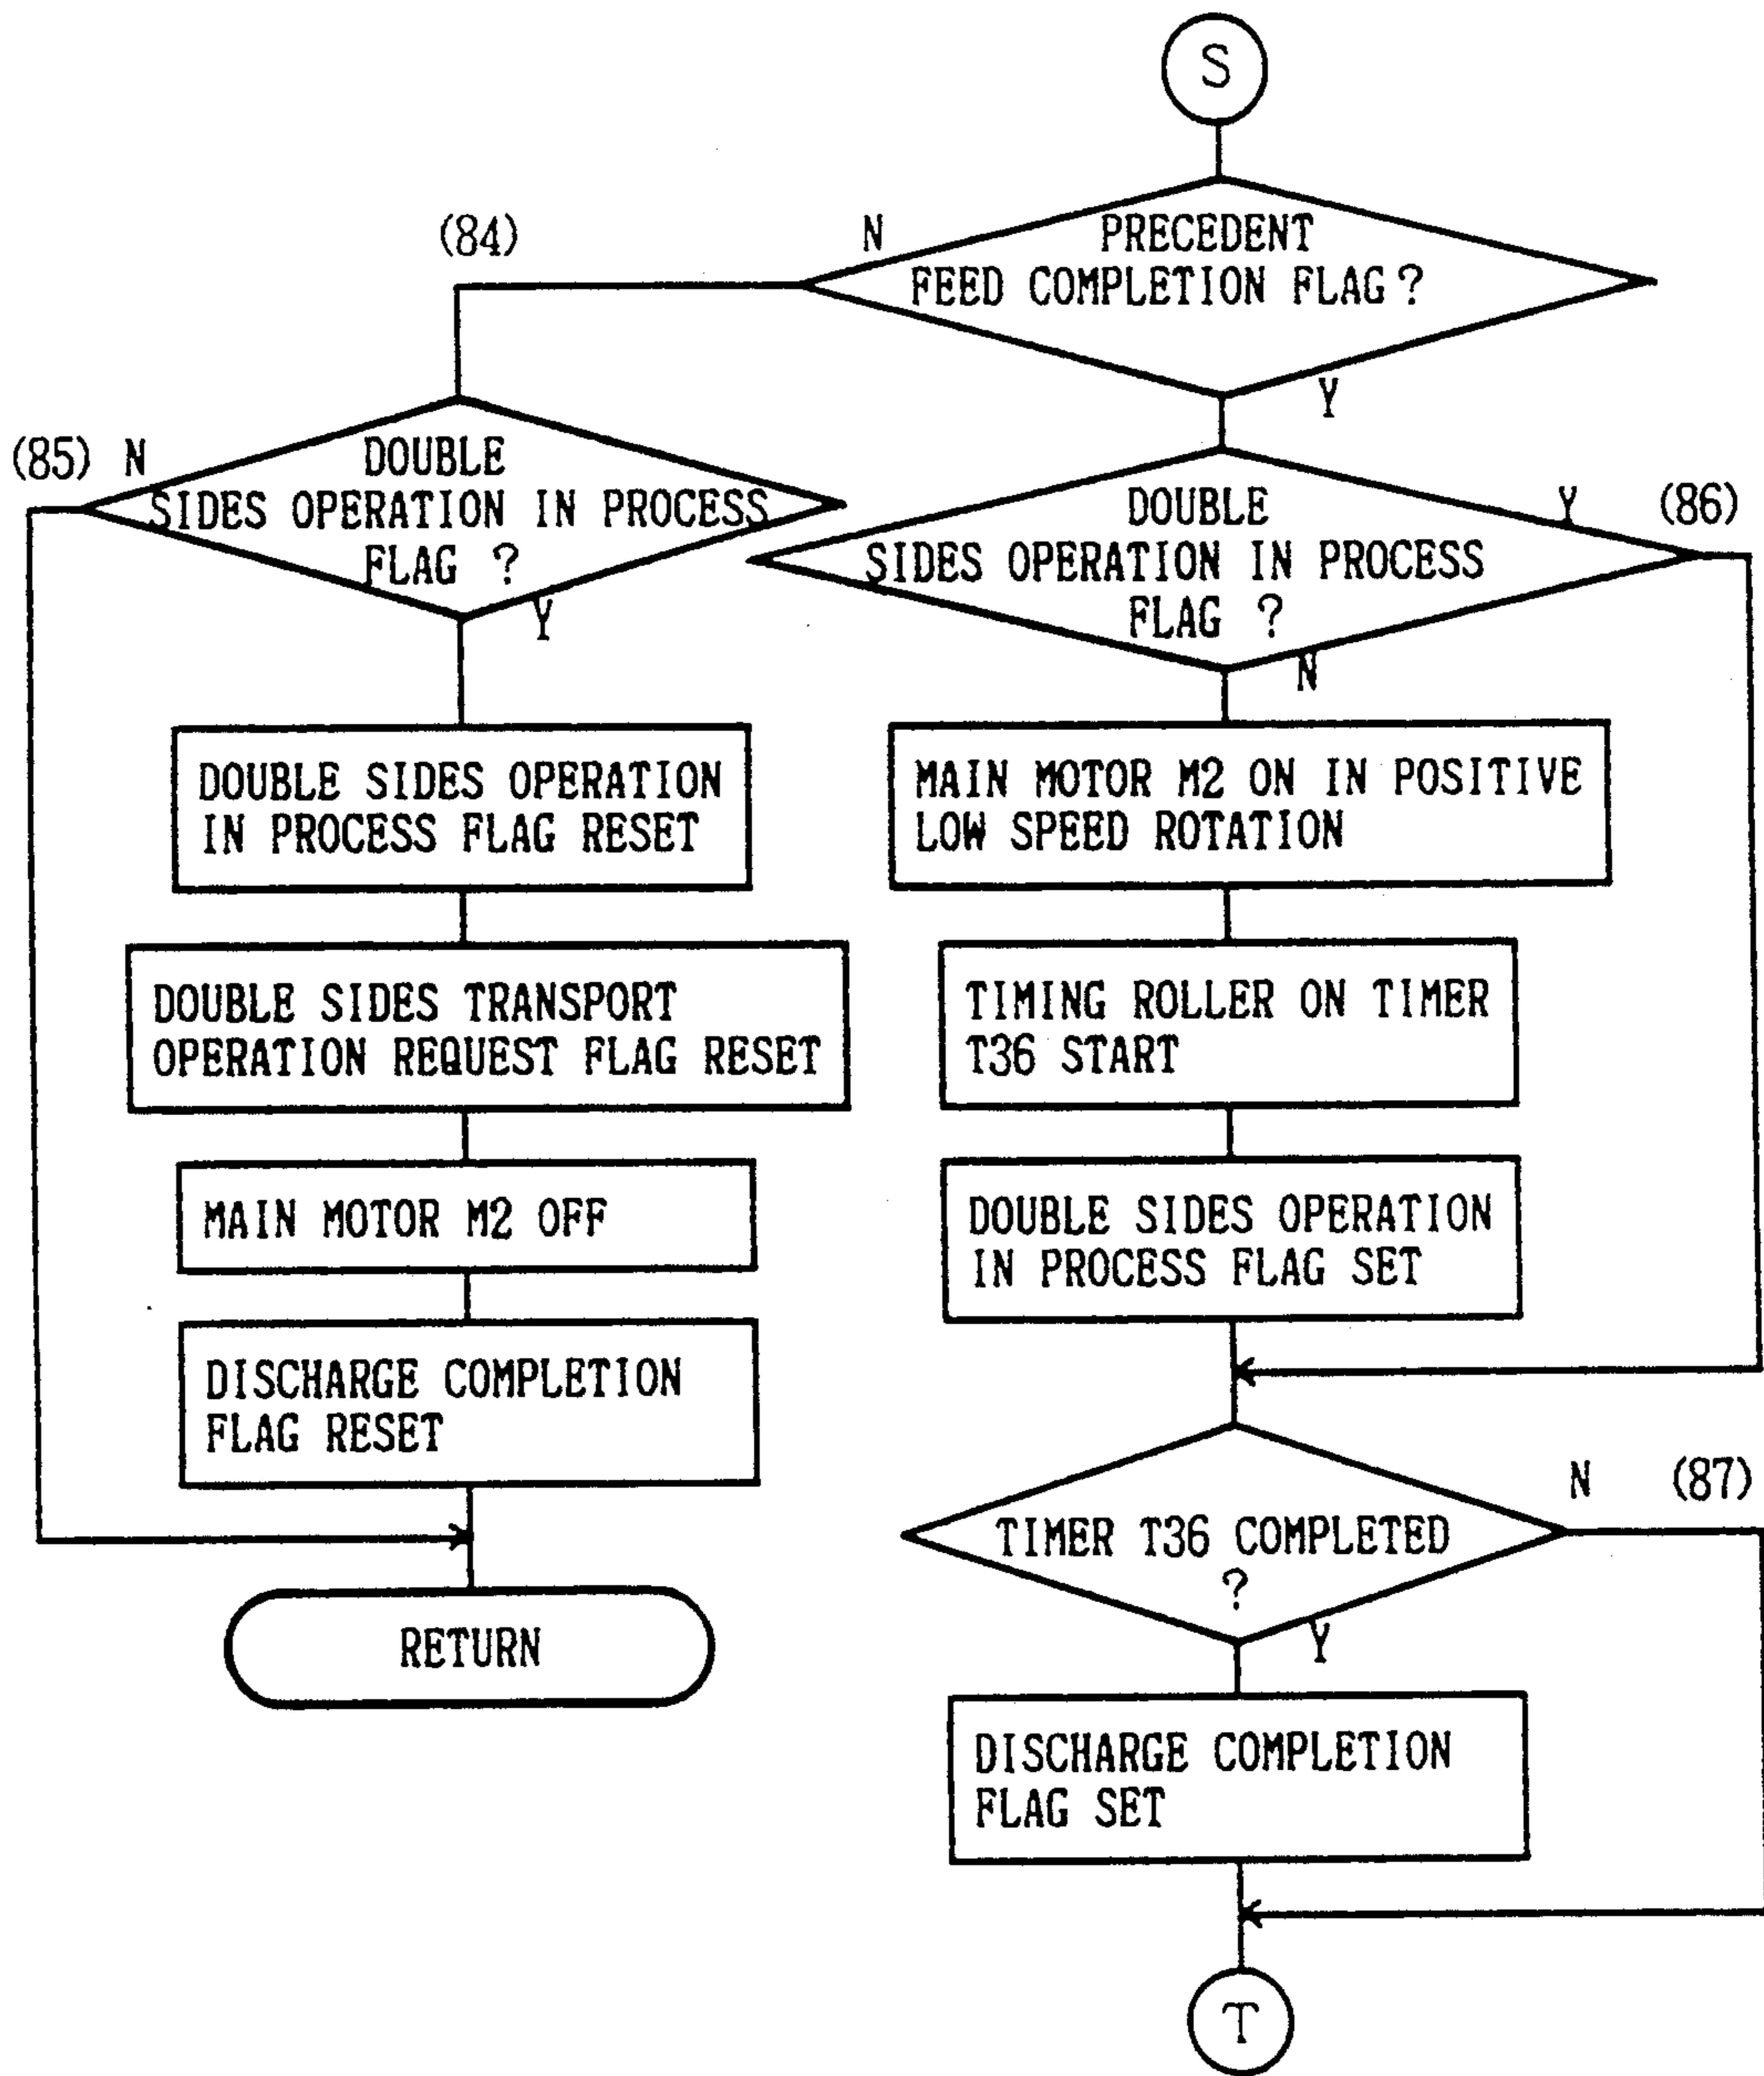 S
(84)
N
PRECEDENT
FEED COMPLETION FLAG?
Y
(85) N
DOUBLE
SIDES OPERATION IN PROCESS
FLAG ?
Y
DOUBLE
SIDES OPERATION IN PROCESS
FLAG ?
Y
(86)
N
DOUBLE SIDES OPERATION
IN PROCESS FLAG RESET
MAIN MOTOR M2 ON IN POSITIVE
LOW SPEED ROTATION
DOUBLE SIDES TRANSPORT
OPERATION REQUEST FLAG RESET
TIMING ROLLER ON TIMER
T36 START
MAIN MOTOR M2 OFF
DOUBLE SIDES OPERATION
IN PROCESS FLAG SET
DISCHARGE COMPLETION
FLAG RESET
N (87)
TIMER T36 COMPLETED
?
Y
RETURN
DISCHARGE COMPLETION
FLAG SET
T